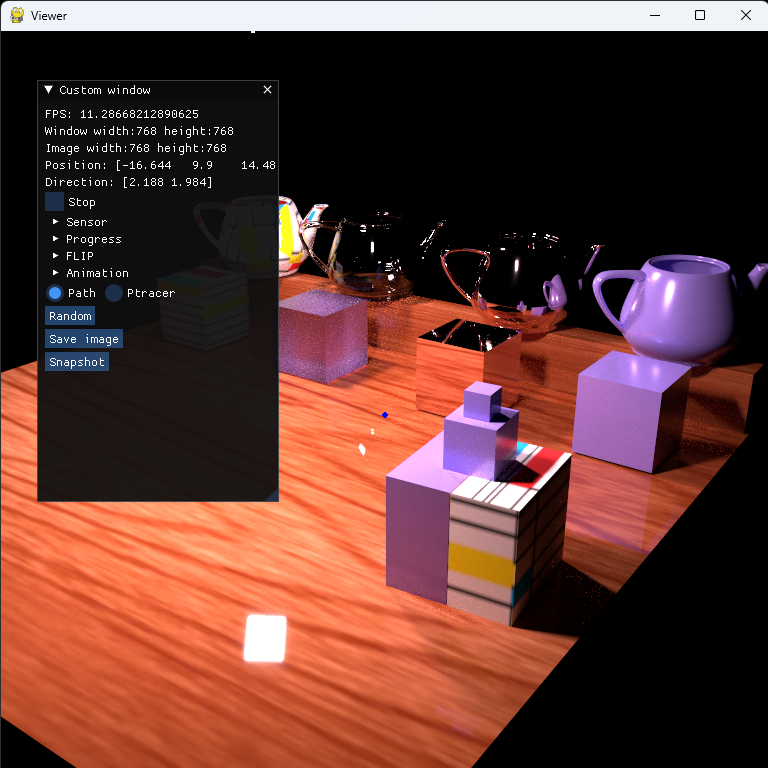 Viewer
Custom window
FPS: 11.28668212890625
Window width:768 height:768
Image width:768 height:768
Position: [-16.644 9.9 14.48
Direction: [2.188 1.984]
Stop
Sensor
Progress
FLIP
Animation
Path Ptracer
Random
Save image
Snapshot